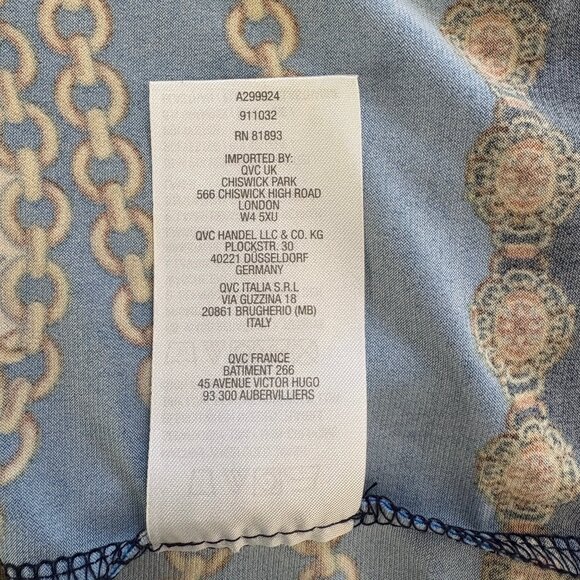 A299924
911032
RN 81893
IMPORTED BY:
QVC UK
CHISWICK PARK
566 CHISWICK HIGH ROAD
LONDON
W4 5XU
QVC HANDEL LLC & CO. KG
PLOCKSTR. 30
40221 DÜSSELDORF
GERMANY
QVC ITALIA S.R.L
VIA GUZZINA 18
20861 BRUGHERIO (MB)
ITALY
QVC FRANCE
BATIMENT 266
45 AVENUE VICTOR HUGO
93 300 AUBERVILLIERS